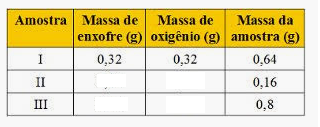 Amostra Massa de enxofre (g) Massa de oxigênio (g) Massa da amostra (g)
I 0,32 0,32 0,64
II 0,16
III 0,8